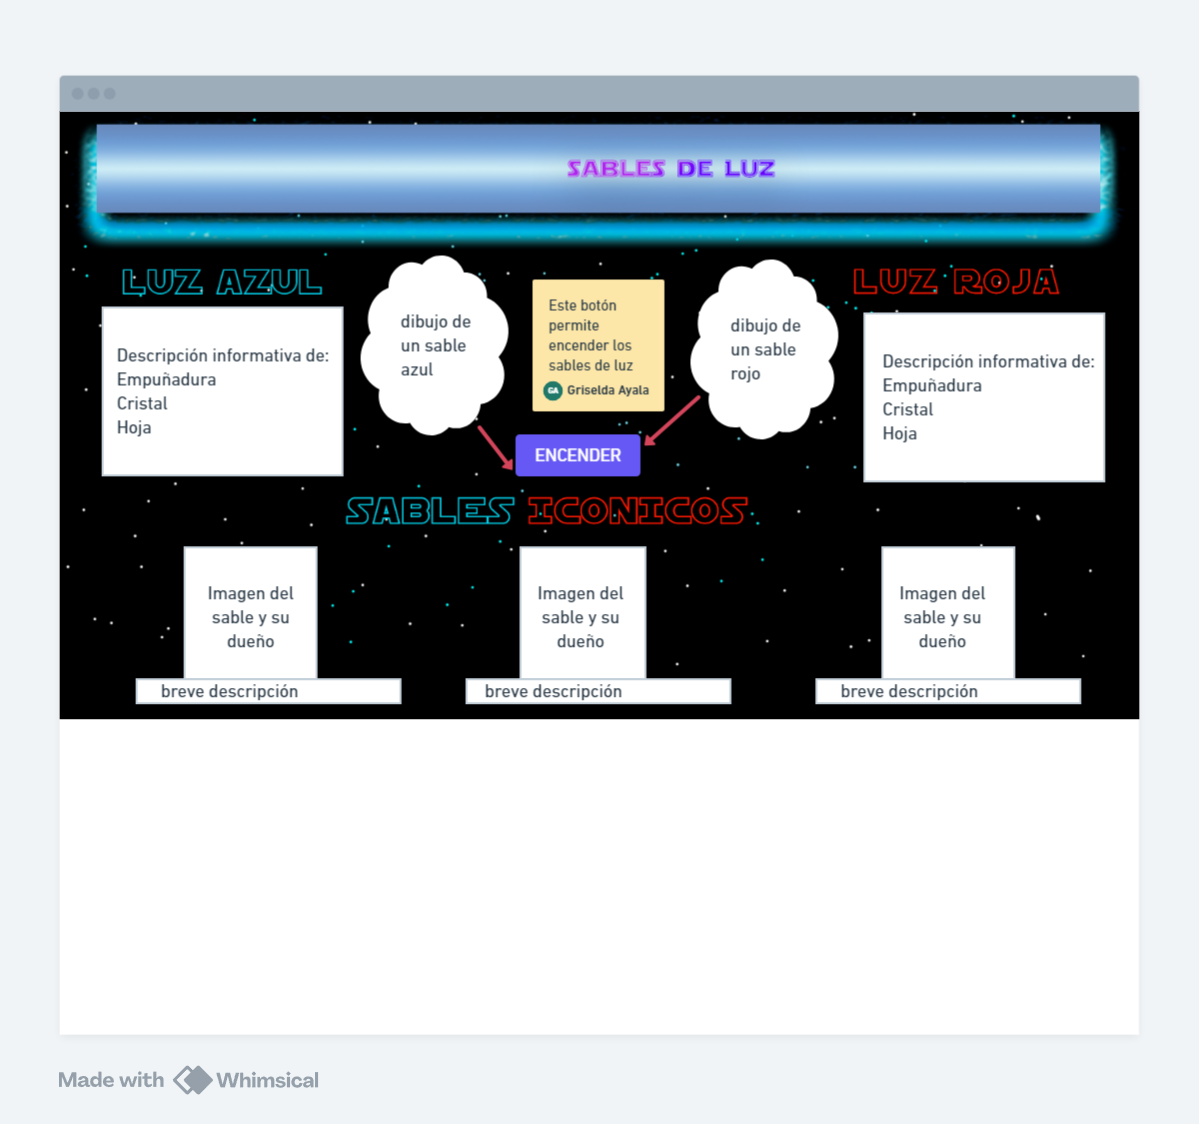 SABLES DE LUZ
LUZ AZUL
LUZ ROJA
Descripción informativa de:
Empuñadura
Cristal
Hoja
dibujo de
un sable
azul
Este botón
permite
encender los
sables de luz
GA Griselda Ayala
dibujo de
un sable
rojo
Descripción informativa de:
Empuñadura
Cristal
Hoja
ENCENDER
SABLES ICONICOS
Imagen del
sable y su
dueño
breve descripción
Imagen del
sable y su
dueño
breve descripción
Imagen del
sable y su
dueño
breve descripción
Made with Whimsical